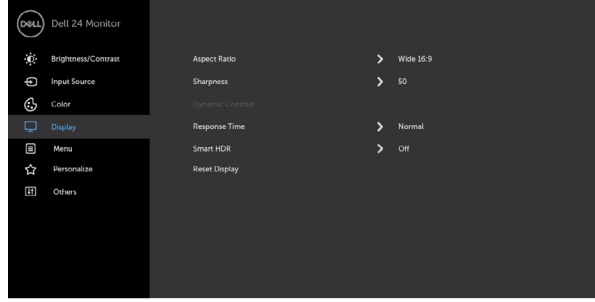 DELL
Dell 24 Monitor
Brightness/Contrast
Input Source
Color
Display
Menu
Personalize
Others
Aspect Ratio Wide 16:9
Sharpness 50
Dynamic Contrast
Response Time Normal
Smart HDR Off
Reset Display